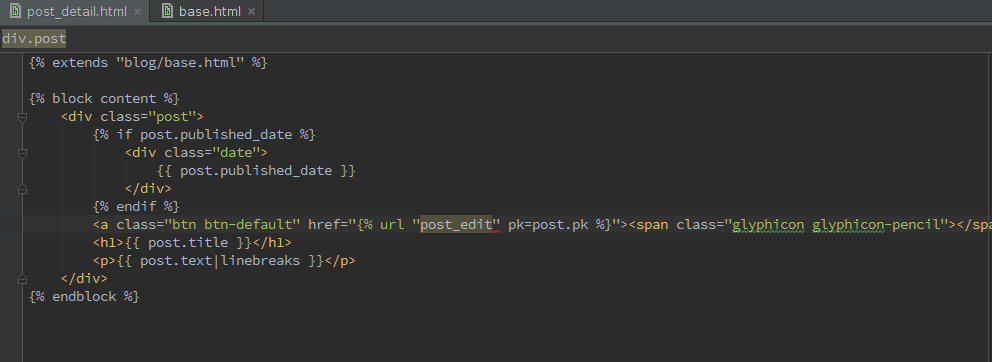 post_detail.html × base.html ×
div.post
{% extends "blog/base.html" %}
{% block content %}
<div class="post">
{% if post.published_date %}
<div class="date">
{{ post.published_date }}
</div>
{% endif %}
<a class="btn btn-default" href="{% url "post_edit" pk=post.pk %}"><span class="glyphicon glyphicon-pencil"></spa
<h1>{{ post.title }}</h1>
<p>{{ post.text|linebreaks }}</p>
</div>
{% endblock %}